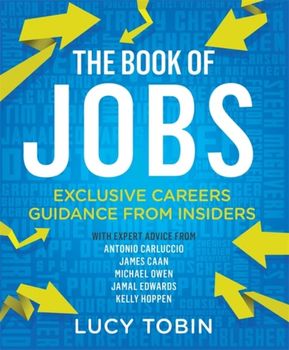 THE BOOK OF
JOBS
EXCLUSIVE CAREERS
GUIDANCE FROM INSIDERS
WITH EXPERT ADVICE FROM
ANTONIO CARLUCCIO
JAMES CAAN
MICHAEL OWEN
JAMAL EDWARDS
KELLY HOPPEN
LUCY TOBIN